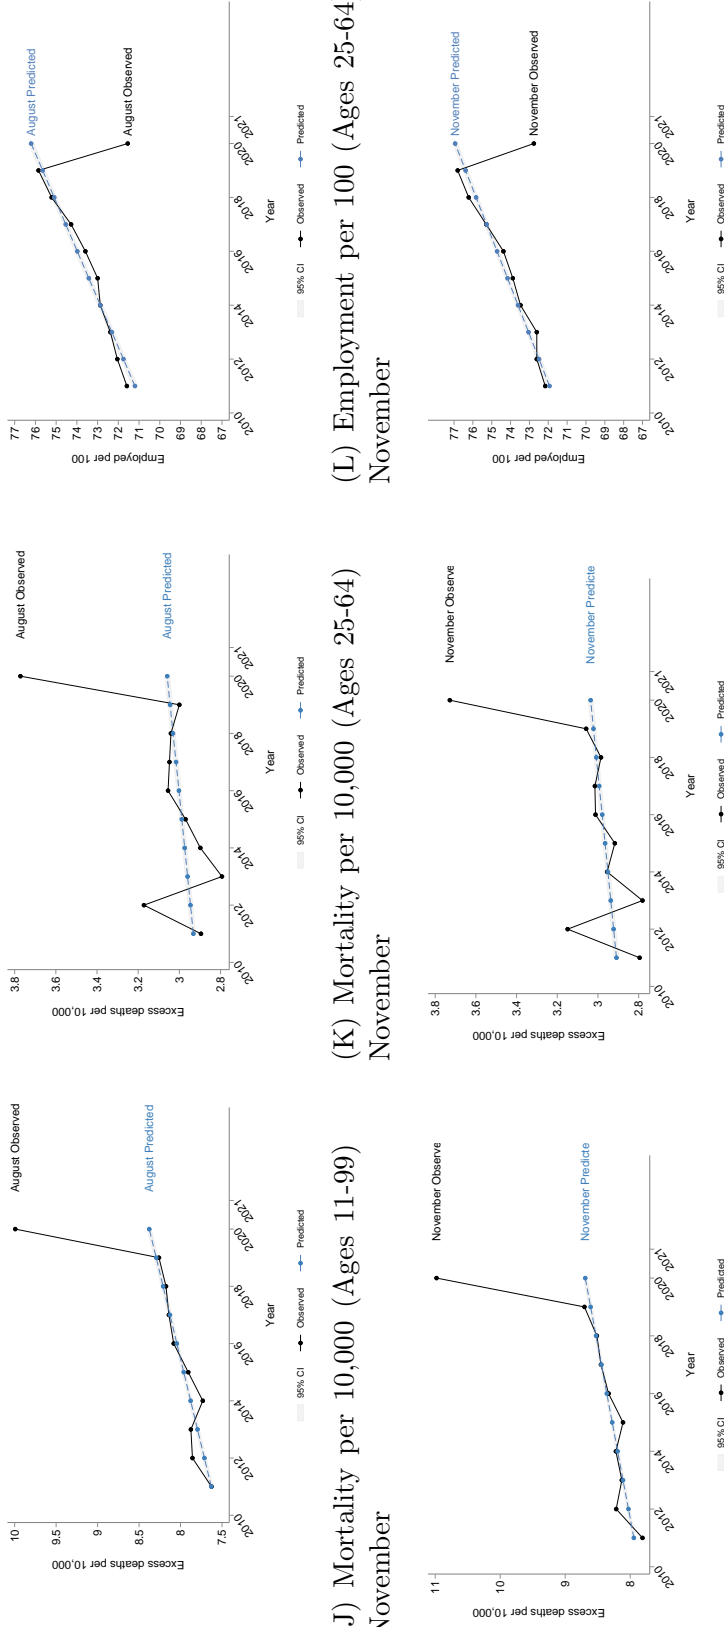 Excess deaths per 10,000
10
9.5
9
8.5
8
7.5
2010
2012
2014
2016
2018
2020
2021
Year
August Observed
August Predicted
95% CI
Observed
Predicted
Excess deaths per 10,000
3.8
3.6
3.4
3.2
3
2.8
2010
2012
2014
2016
2018
2020
2021
Year
August Observed
August Predicted
95% CI
Observed
Predicted
Employed per 100
77
76
75
74
73
72
71
70
69
68
67
2010
2012
2014
2016
2018
2020
2021
Year
August Predicted
August Observed
95% CI
Observed
Predicted
J) Mortality per 10,000 (Ages 11-99)
November
(K) Mortality per 10,000 (Ages 25-64)
November
(L) Employment per 100 (Ages 25-64
November
Excess deaths per 10,000
11
10
9
8
2010
2012
2014
2016
2018
2020
2021
Year
November Observe
November Predicte
95% CI
Observed
Predicted
Excess deaths per 10,000
3.8
3.6
3.4
3.2
3
2.8
2010
2012
2014
2016
2018
2020
2021
Year
November Observe
November Predicte
95% CI
Observed
Predicted
Employed per 100
77
76
75
74
73
72
71
70
69
68
67
2010
2012
2014
2016
2018
2020
2021
Year
November Predicted
November Observed
95% CI
Observed
Predicted